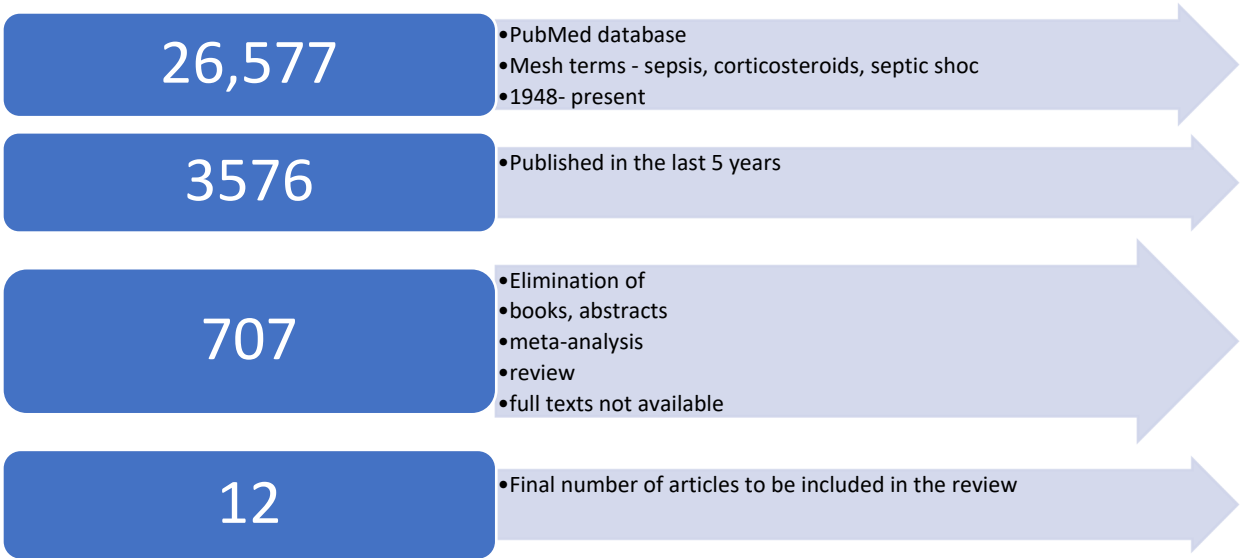 26,577
•PubMed database
•Mesh terms - sepsis, corticosteroids, septic shoc
•1948- present
3576
•Published in the last 5 years
707
•Elimination of
•books, abstracts
•meta-analysis
•review
•full texts not available
12
•Final number of articles to be included in the review